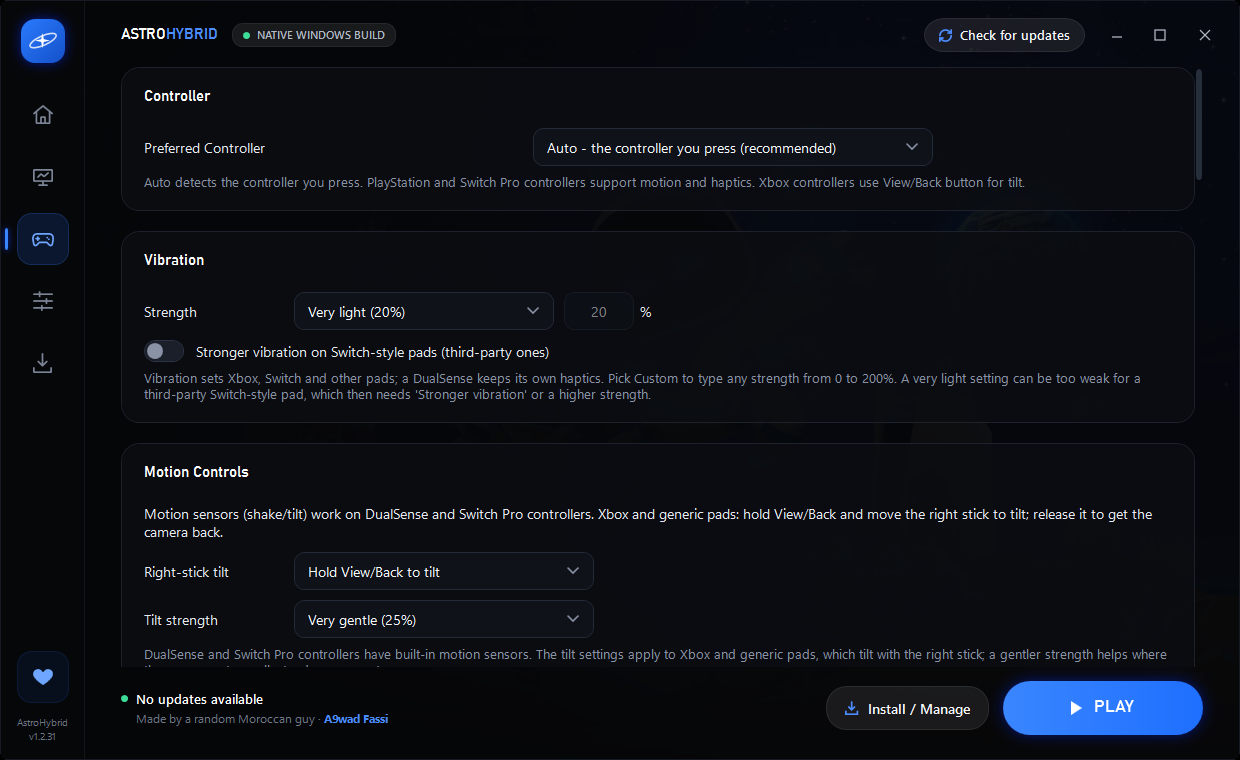 ASTROHYBRID
NATIVE WINDOWS BUILD
Check for updates
Controller
Preferred Controller
Auto - the controller you press (recommended)
Auto detects the controller you press. PlayStation and Switch Pro controllers support motion and haptics. Xbox controllers use View/Back button for tilt.
Vibration
Strength
Very light (20%)
20
%
Stronger vibration on Switch-style pads (third-party ones)
Vibration sets Xbox, Switch and other pads; a DualSense keeps its own haptics. Pick Custom to type any strength from 0 to 200%. A very light setting can be too weak for a
third-party Switch-style pad, which then needs 'Stronger vibration' or a higher strength.
Motion Controls
Motion sensors (shake/tilt) work on DualSense and Switch Pro controllers. Xbox and generic pads: hold View/Back and move the right stick to tilt; release it to get the
camera back.
Right-stick tilt
Hold View/Back to tilt
Tilt strength
Very gentle (25%)
DualSense and Switch Pro controllers have built-in motion sensors. The tilt settings apply to Xbox and generic pads, which tilt with the right stick; a gentler strength helps where
No updates available
Made by a random Moroccan guy · A9wad Fassi
Install / Manage
PLAY
AstroHybrid
v1.2.31